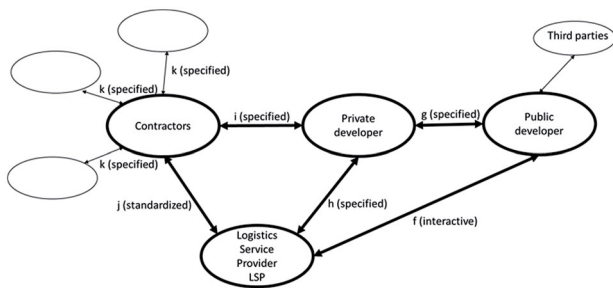 Third parties
k (specified)
k (specified)
Contractors
i (specified)
Private
developer
g (specified)
Public
developer
k (specified)
j (standardized)
h (specified)
f (interactive)
Logistics
Service
Provider
LSP